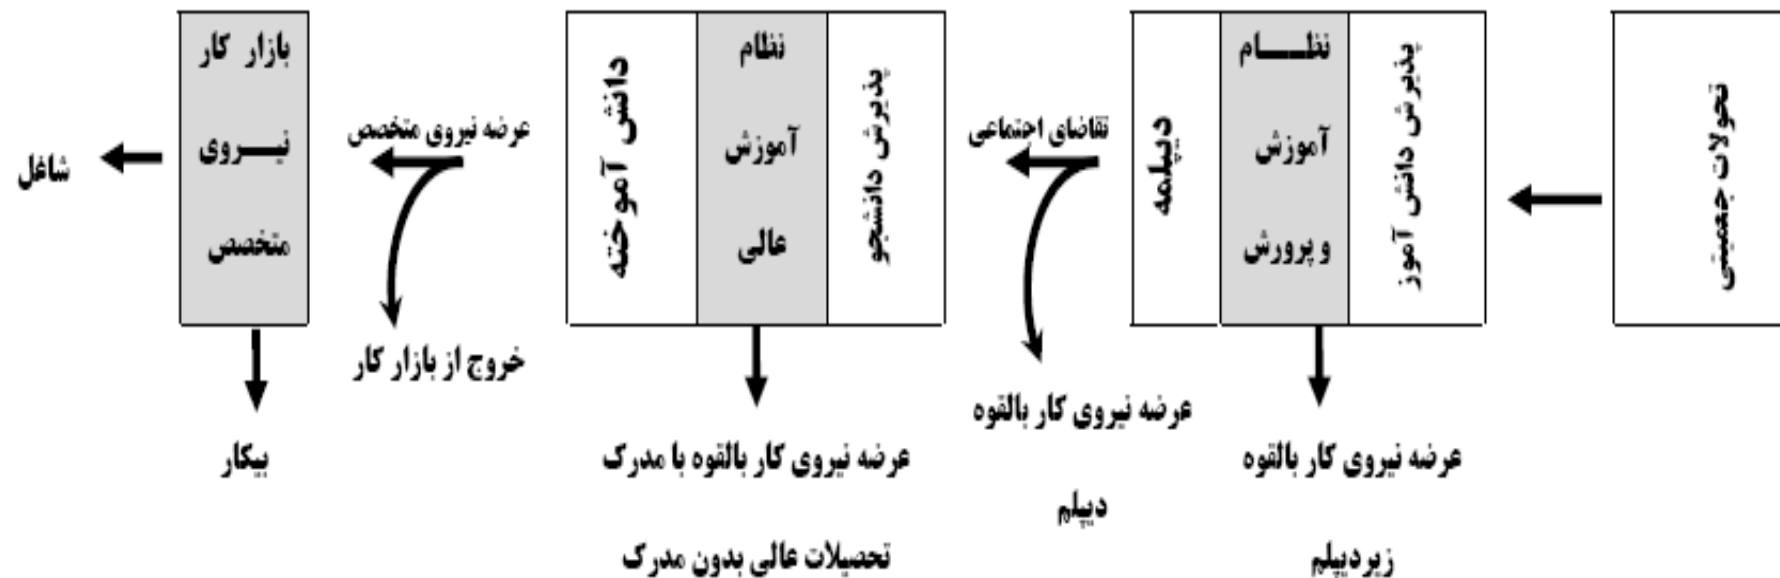 تحولات جمعیتی
پذیرش دانش آموز
نظـــــام
آموزش
و پرورش
دیپلمه
عرضه نیروی کار بالقوه
زیردیپلم
تقاضای اجتماعی
عرضه نیروی کار بالقوه
دیپلم
پذیرش دانشجو
نظام
آموزش
عالی
دانش آموخته
عرضه نیروی کار بالقوه با مدرک
تحصیلات عالی بدون مدرک
عرضه نیروی متخصص
خروج از بازار کار
بازار کار
نیـــروی
متخصص
بیکار
شاغل